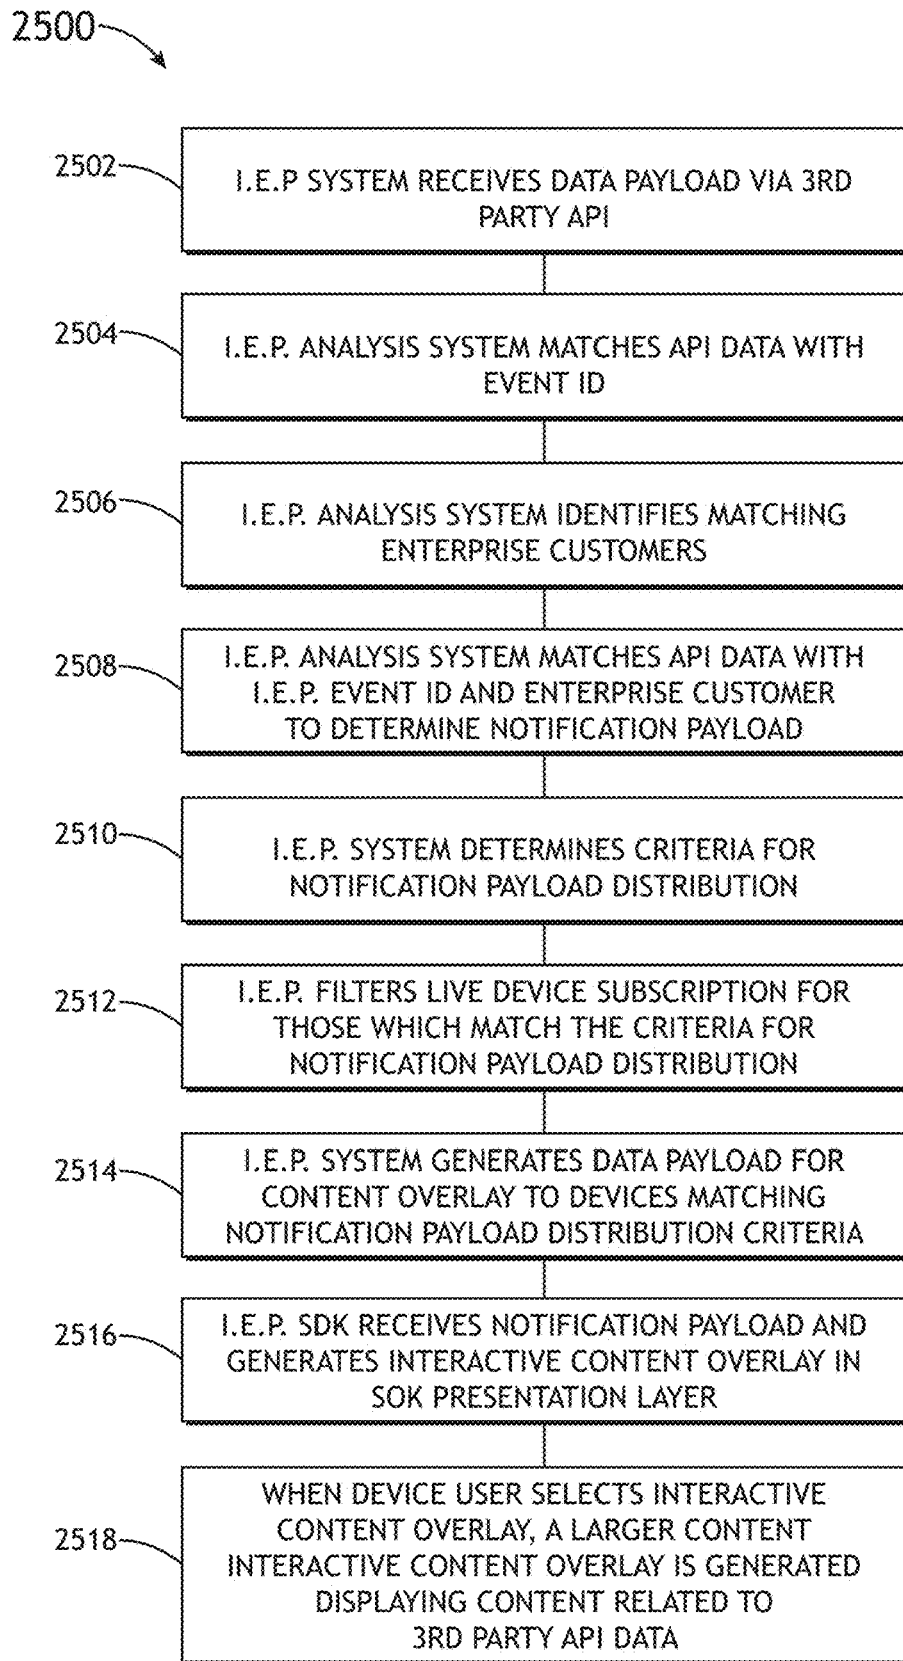 2500
2502
I.E.P SYSTEM RECEIVES DATA PAYLOAD VIA 3RD
PARTY API
2504
I.E.P. ANALYSIS SYSTEM MATCHES API DATA WITH
EVENT ID
2506
I.E.P. ANALYSIS SYSTEM IDENTIFIES MATCHING
ENTERPRISE CUSTOMERS
2508
I.E.P. ANALYSIS SYSTEM MATCHES API DATA WITH
I.E.P. EVENT ID AND ENTERPRISE CUSTOMER
TO DETERMINE NOTIFICATION PAYLOAD
2510
I.E.P. SYSTEM DETERMINES CRITERIA FOR
NOTIFICATION PAYLOAD DISTRIBUTION
2512
I.E.P. FILTERS LIVE DEVICE SUBSCRIPTION FOR
THOSE WHICH MATCH THE CRITERIA FOR
NOTIFICATION PAYLOAD DISTRIBUTION
2514
I.E.P. SYSTEM GENERATES DATA PAYLOAD FOR
CONTENT OVERLAY TO DEVICES MATCHING
NOTIFICATION PAYLOAD DISTRIBUTION CRITERIA
2516
I.E.P. SDK RECEIVES NOTIFICATION PAYLOAD AND
GENERATES INTERACTIVE CONTENT OVERLAY IN
SOK PRESENTATION LAYER
2518
WHEN DEVICE USER SELECTS INTERACTIVE
CONTENT OVERLAY, A LARGER CONTENT
INTERACTIVE CONTENT OVERLAY IS GENERATED
DISPLAYING CONTENT RELATED TO
3RD PARTY API DATA